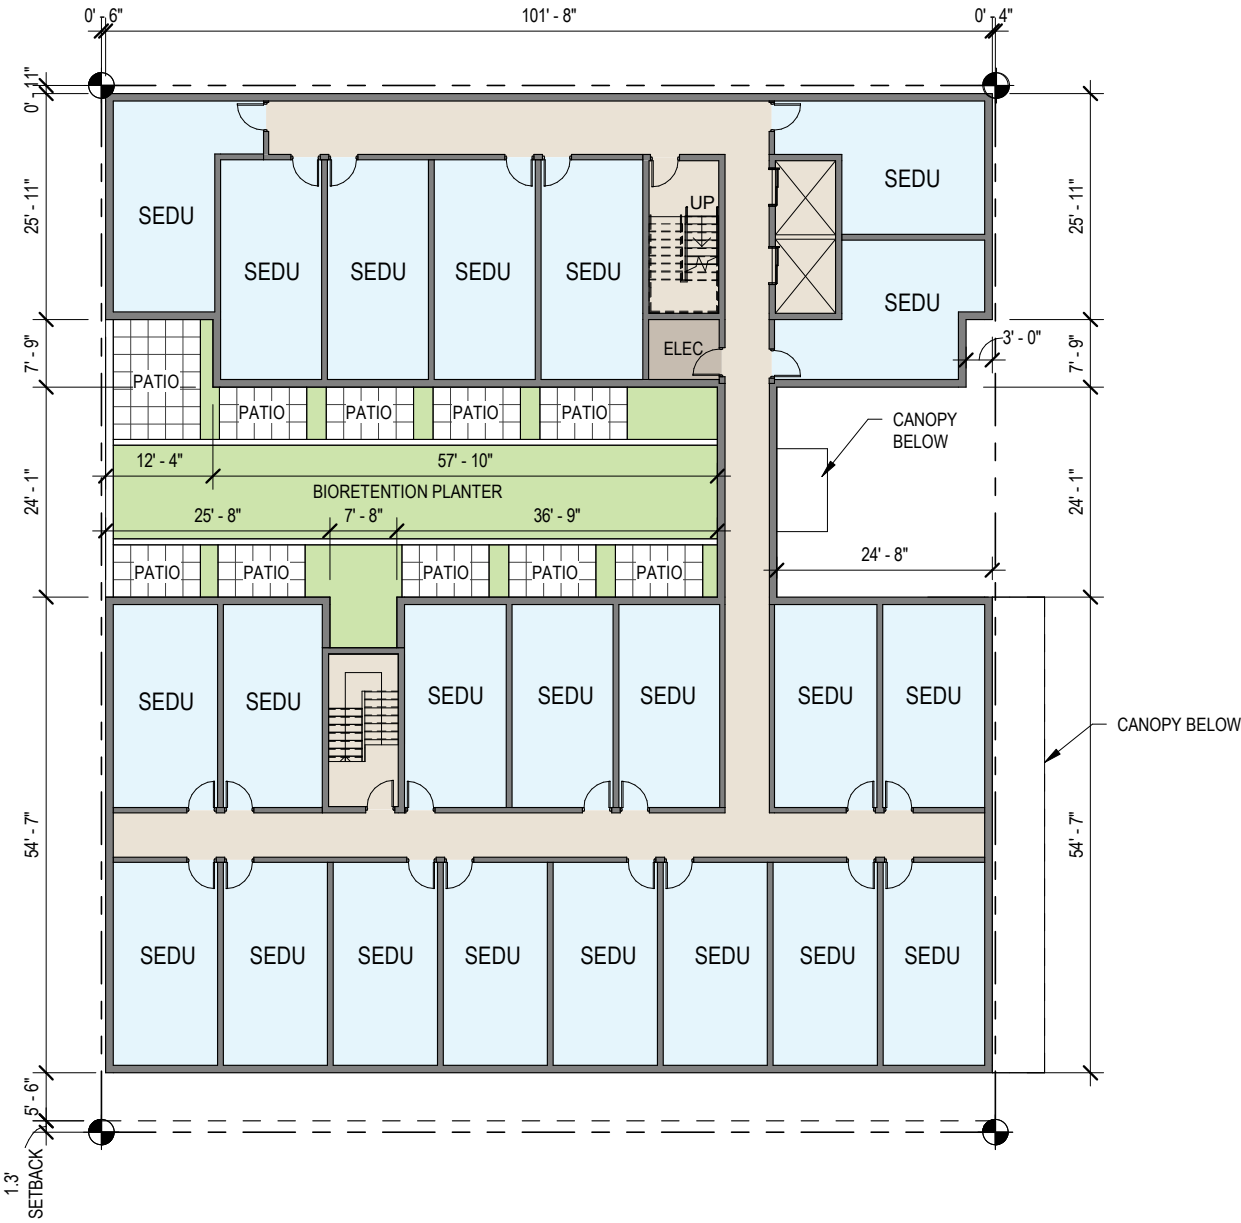 0' - 6"
101' - 8"
0' - 4"
0' - 11"
25' - 11"
7' - 9"
24' - 1"
54' - 7"
5' - 6"
1.3'
SETBACK
25' - 11"
7' - 9"
24' - 1"
54' - 7"
3' - 0"
SEDU
SEDU
SEDU
SEDU
SEDU
UP
SEDU
SEDU
ELEC
PATIO
PATIO
PATIO
PATIO
PATIO
CANOPY
BELOW
12' - 4"
57' - 10"
BIORETENTION PLANTER
25' - 8"
7' - 8"
36' - 9"
24' - 8"
PATIO
PATIO
PATIO
PATIO
PATIO
SEDU
SEDU
SEDU
SEDU
SEDU
SEDU
SEDU
CANOPY BELOW
SEDU
SEDU
SEDU
SEDU
SEDU
SEDU
SEDU
SEDU